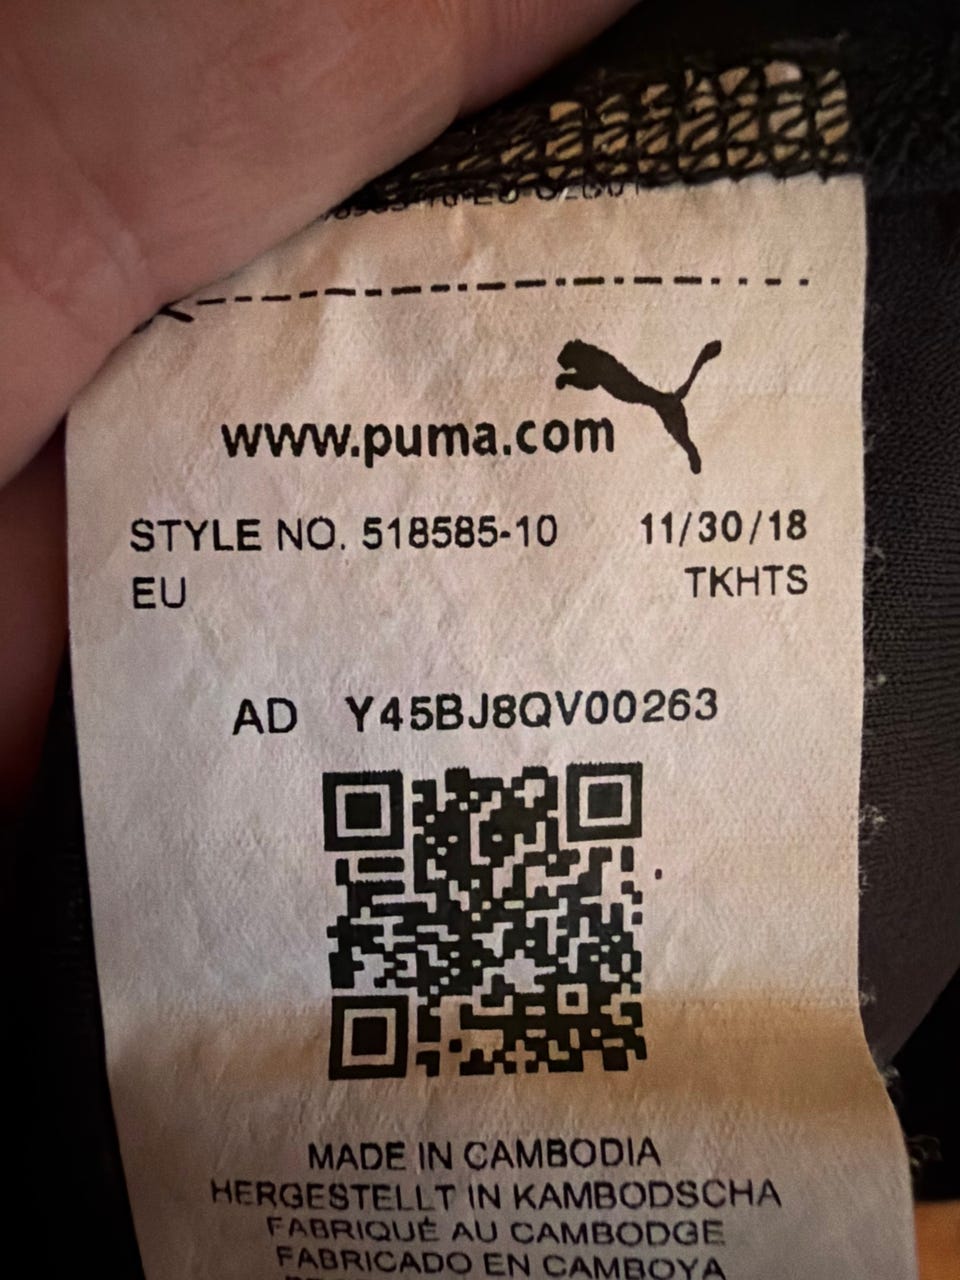 www.puma.com
STYLE NO. 518585-10 11/30/18
EU TKHTS
AD Y45BJ8QV00263
MADE IN CAMBODIA
HERGESTELLT IN KAMBODSCHA
FABRIQUÉ AU CAMBODGE
FABRICADO EN CAMBOYA